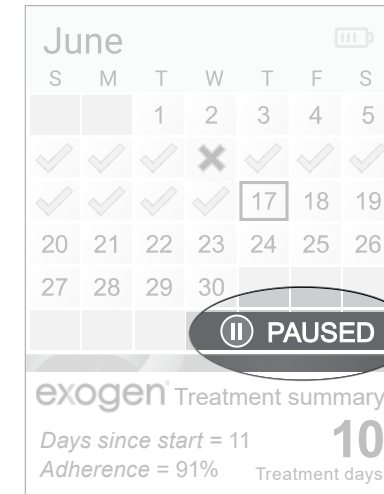 June
S M T W T F S
1 2 3 4 5
17 18 19
20 21 22 23 24 25 26
27 28 29 30
PAUSED
exogen Treatment summary
Days since start = 11 10
Adherence = 91% Treatment days